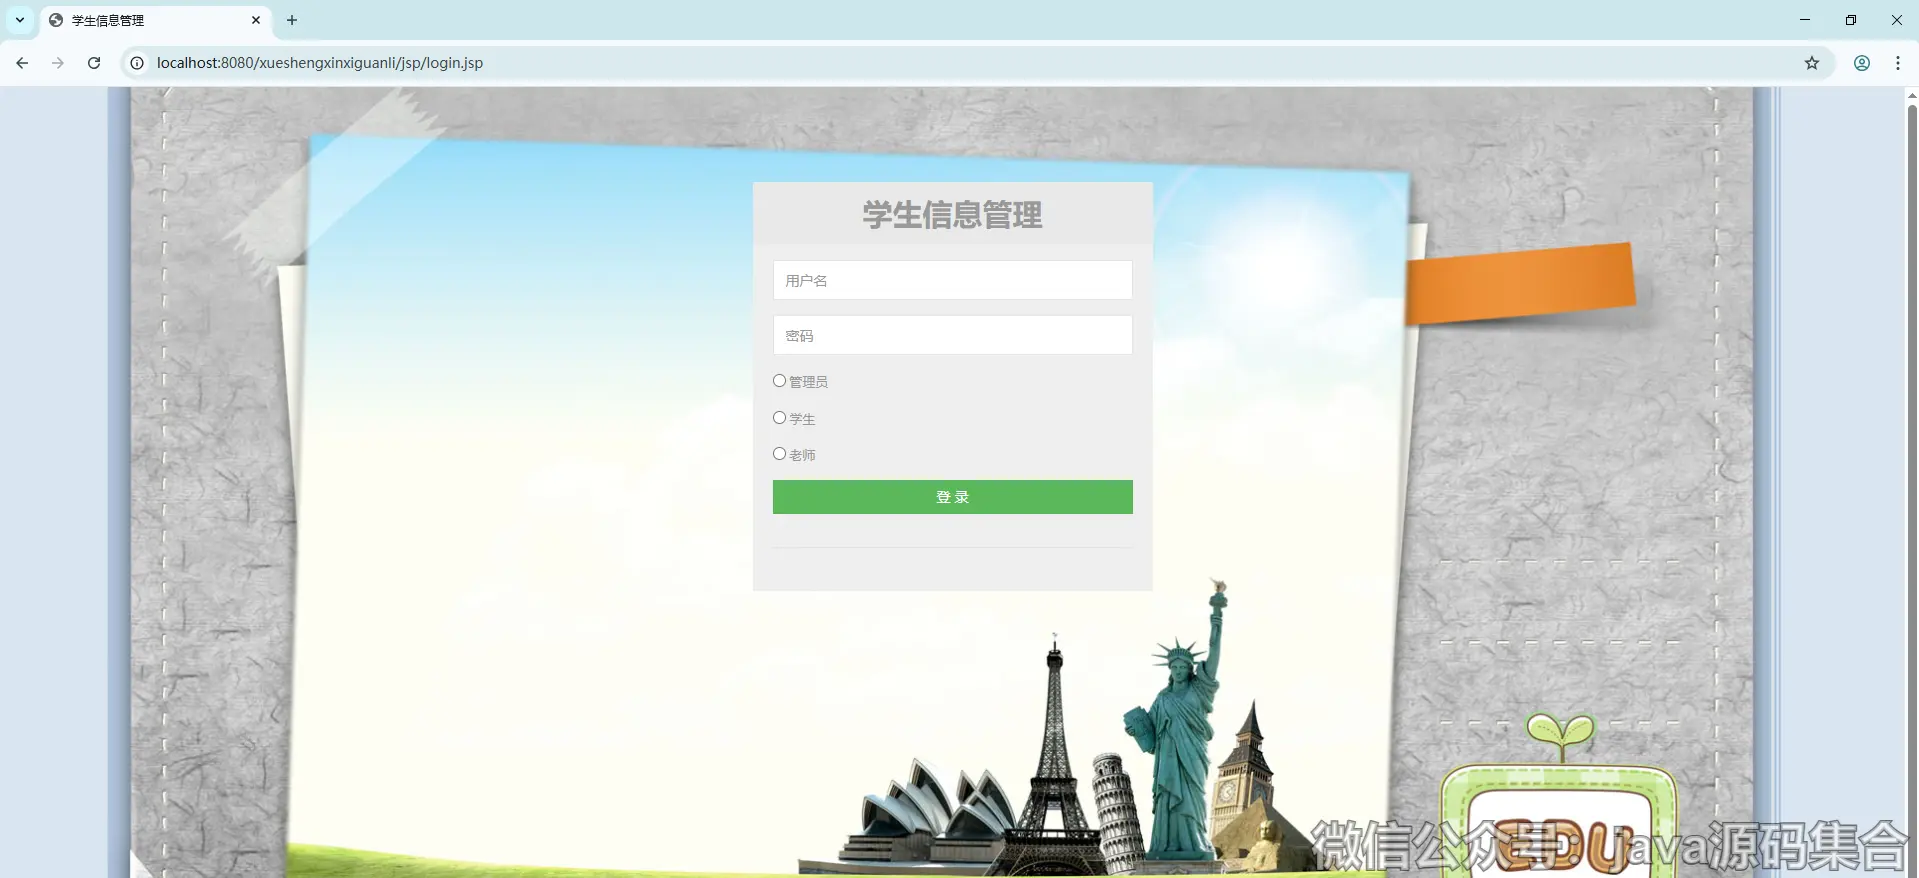 学生信息管理
localhost:8080/xueshengxinxiguanli/jsp/login.jsp
学生信息管理
用户名
密码
管理员
学生
老师
登 录
EDU
微信公众号：java源码集合